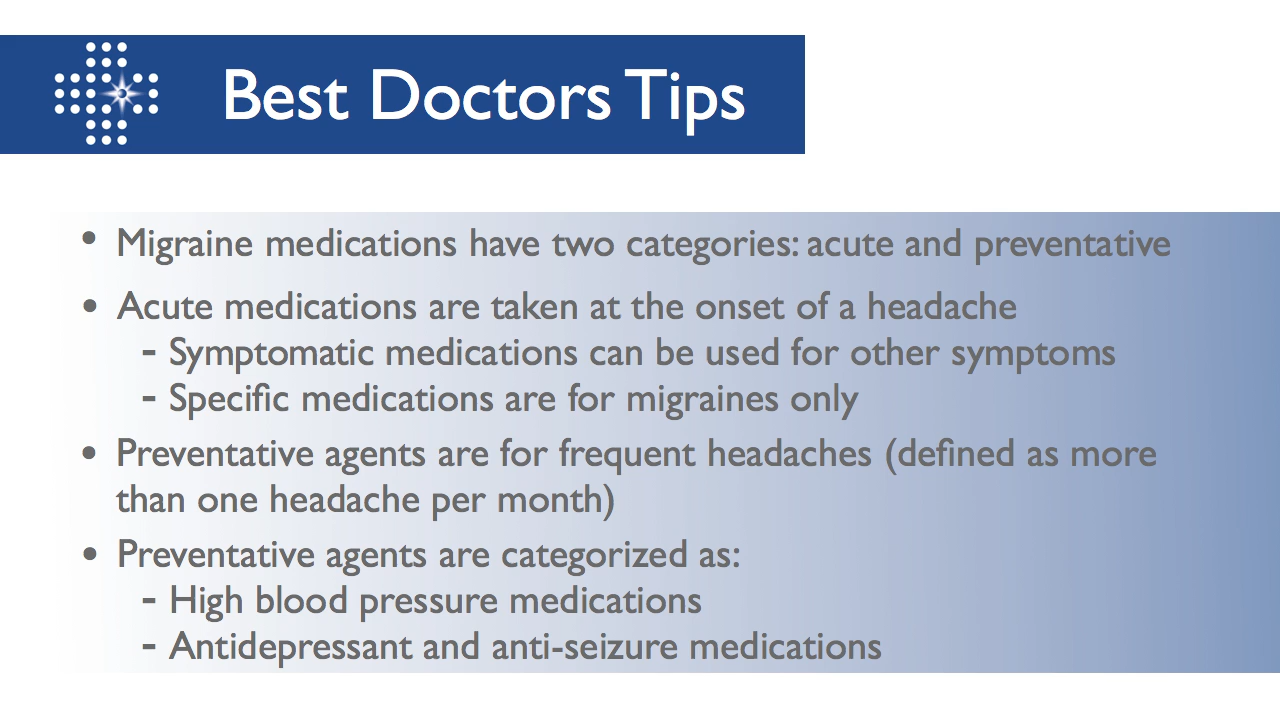 Best Doctors Tips
• Migraine medications have two categories: acute and preventative
• Acute medications are taken at the onset of a headache
- Symptomatic medications can be used for other symptoms
- Specific medications are for migraines only
• Preventative agents are for frequent headaches (defined as more
than one headache per month)
• Preventative agents are categorized as:
- High blood pressure medications
- Antidepressant and anti-seizure medications